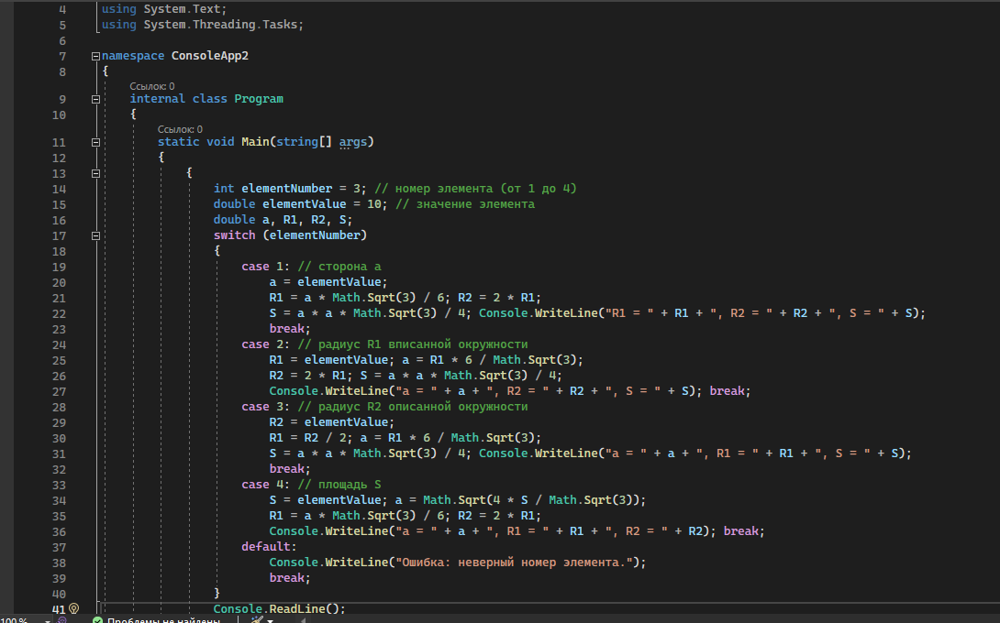 4 using System.Text;
5 using System.Threading.Tasks;
6
7 namespace ConsoleApp2
8 {
Ссылок: 0
9 internal class Program
10 {
Ссылок: 0
11 static void Main(string[] args)
12 {
13 {
14 int elementNumber = 3; // номер элемента (от 1 до 4)
15 double elementValue = 10; // значение элемента
16 double a, R1, R2, S;
17 switch (elementNumber)
18 {
19 case 1: // сторона a
20 a = elementValue;
21 R1 = a * Math.Sqrt(3) / 6; R2 = 2 * R1;
22 S = a * a * Math.Sqrt(3) / 4; Console.WriteLine("R1 = " + R1 + ", R2 = " + R2 + ", S = " + S);
23 break;
24 case 2: // радиус R1 вписанной окружности
25 R1 = elementValue; a = R1 * 6 / Math.Sqrt(3);
26 R2 = 2 * R1; S = a * a * Math.Sqrt(3) / 4;
27 Console.WriteLine("a = " + a + ", R2 = " + R2 + ", S = " + S); break;
28 case 3: // радиус R2 описанной окружности
29 R2 = elementValue;
30 R1 = R2 / 2; a = R1 * 6 / Math.Sqrt(3);
31 S = a * a * Math.Sqrt(3) / 4; Console.WriteLine("a = " + a + ", R1 = " + R1 + ", S = " + S);
32 break;
33 case 4: // площадь S
34 S = elementValue; a = Math.Sqrt(4 * S / Math.Sqrt(3));
35 R1 = a * Math.Sqrt(3) / 6; R2 = 2 * R1;
36 Console.WriteLine("a = " + a + ", R1 = " + R1 + ", R2 = " + R2); break;
37 default:
38 Console.WriteLine("Ошибка: неверный номер элемента.");
39 break;
40 }
41 Console.ReadLine();
100 % Проблемы не найдены